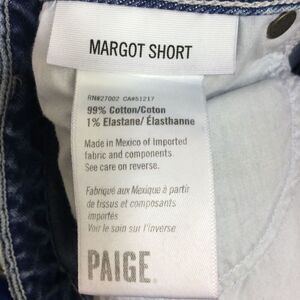 MARGOT SHORT
RN#27002 CA#51217
99% Cotton/Coton
1% Elastane/ Élasthanne
Made in Mexico of Imported
fabric and components
See care on reverse.
Fabriqué aux Mexique à partir
de tissus et composants
importés
Voir le soin sur l'inverse
PAIGE